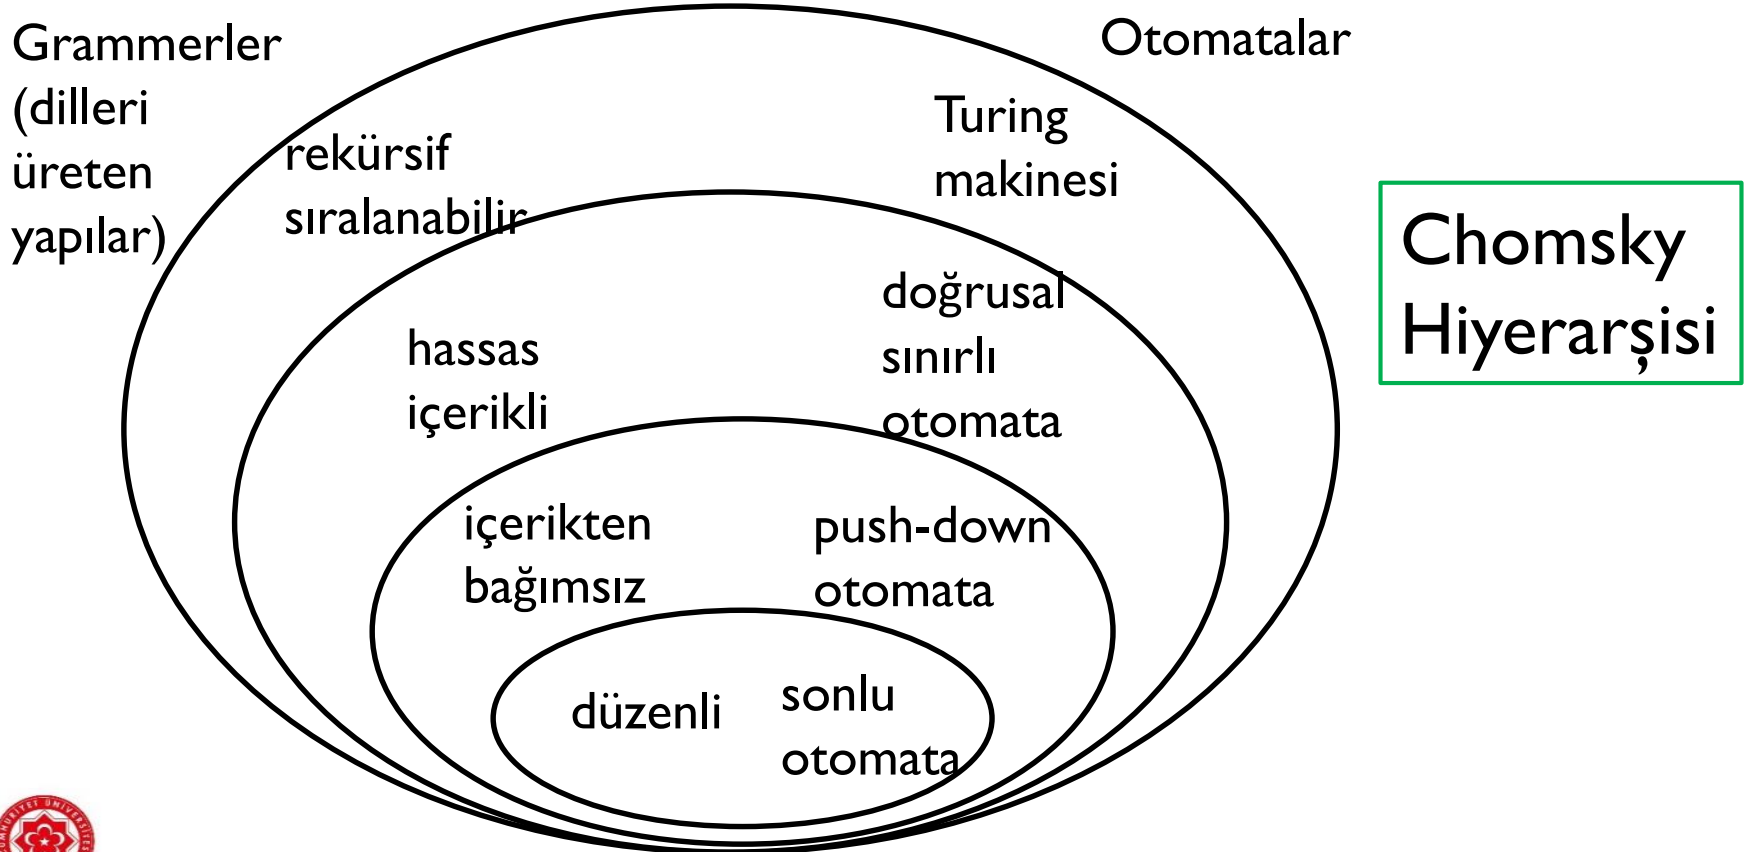 Grammerler
(dilleri
üreten
yapılar)
Otomatalar
rekürsif
sıralanabilir
Turing
makinesi
Chomsky
Hiyerarşisi
hassas
içerikli
doğrusal
sınırlı
otomata
içerikten
bağımsız
push-down
otomata
düzenli
sonlu
otomata